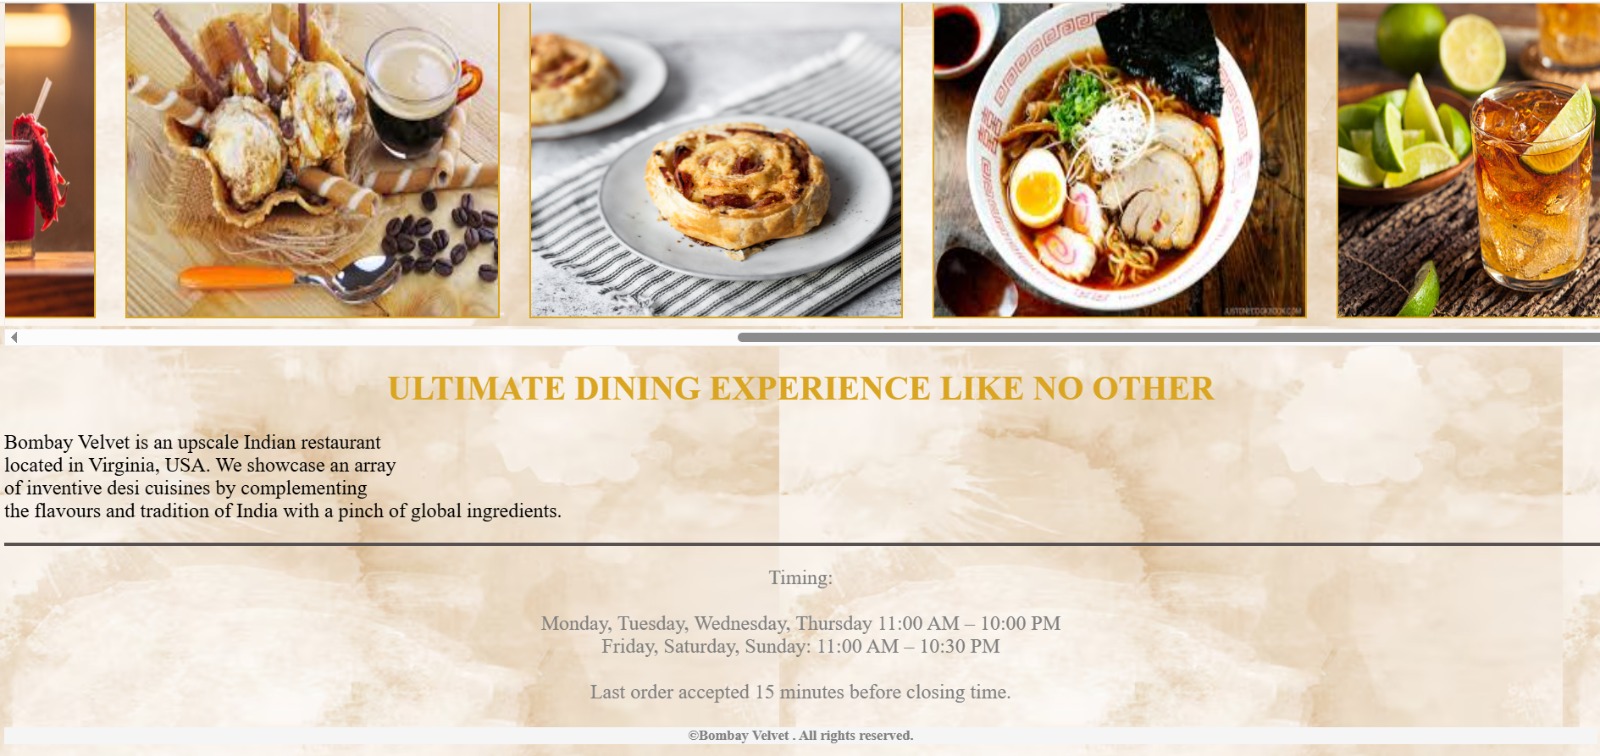 JUSTONECOOKBOOK.COM
ULTIMATE DINING EXPERIENCE LIKE NO OTHER
Bombay Velvet is an upscale Indian restaurant
located in Virginia, USA. We showcase an array
of inventive desi cuisines by complementing
the flavours and tradition of India with a pinch of global ingredients.
Timing:
Monday, Tuesday, Wednesday, Thursday 11:00 AM – 10:00 PM
Friday, Saturday, Sunday: 11:00 AM – 10:30 PM
Last order accepted 15 minutes before closing time.
©Bombay Velvet . All rights reserved.